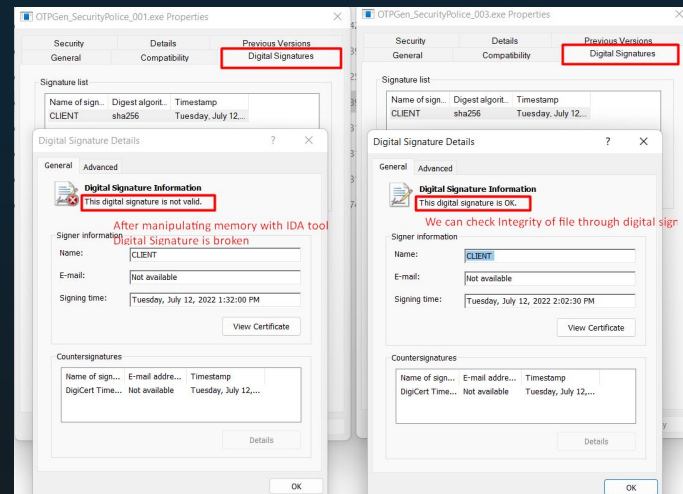 OTPGen_SecurityPolice_001.exe Properties
Security Details Previous Versions
General Compatibility Digital Signatures
Signature list
Name of sign... Digest algorit... Timestamp
CLIENT sha256 Tuesday, July 12,...
Digital Signature Details
General Advanced
Digital Signature Information
This digital signature is not valid.
After manipulating memory with IDA tool
Digital Signature is broken
Signer information
Name: CLIENT
E-mail: Not available
Signing time: Tuesday, July 12, 2022 1:32:00 PM
View Certificate
Countersignatures
Name of sign... E-mail addre... Timestamp
DigiCert Time... Not available Tuesday, July 12,...
Details
OK
OTPGen_SecurityPolice_003.exe Properties
Security Details Previous Versions
General Compatibility Digital Signatures
Signature list
Name of sign... Digest algorit... Timestamp
CLIENT sha256 Tuesday, July 12,...
Digital Signature Details
General Advanced
Digital Signature Information
This digital signature is OK.
We can check Integrity of file through digital sign
Signer information
Name: CLIENT
E-mail: Not available
Signing time: Tuesday, July 12, 2022 2:02:30 PM
View Certificate
Countersignatures
Name of sign... E-mail addre... Timestamp
DigiCert Time... Not available Tuesday, July 12,...
Details
OK